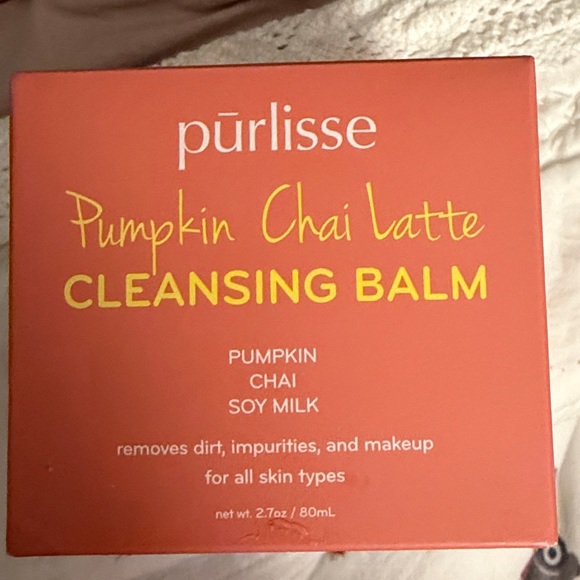 pūrlisse
Pumpkin Chai Latte
CLEANSING BALM
PUMPKIN
CHAI
SOY MILK
removes dirt, impurities, and makeup
for all skin types
net wt. 2.7oz / 80mL